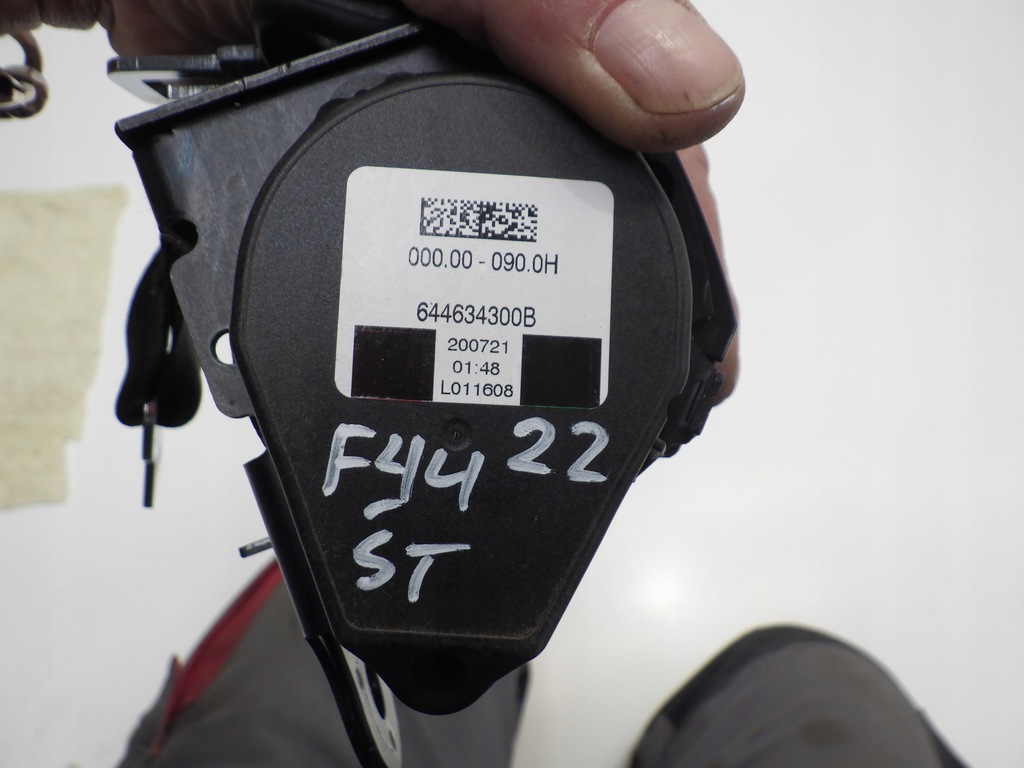 000.00 - 090.0H
644634300B
200721
01:48
L011608
F44 22
ST